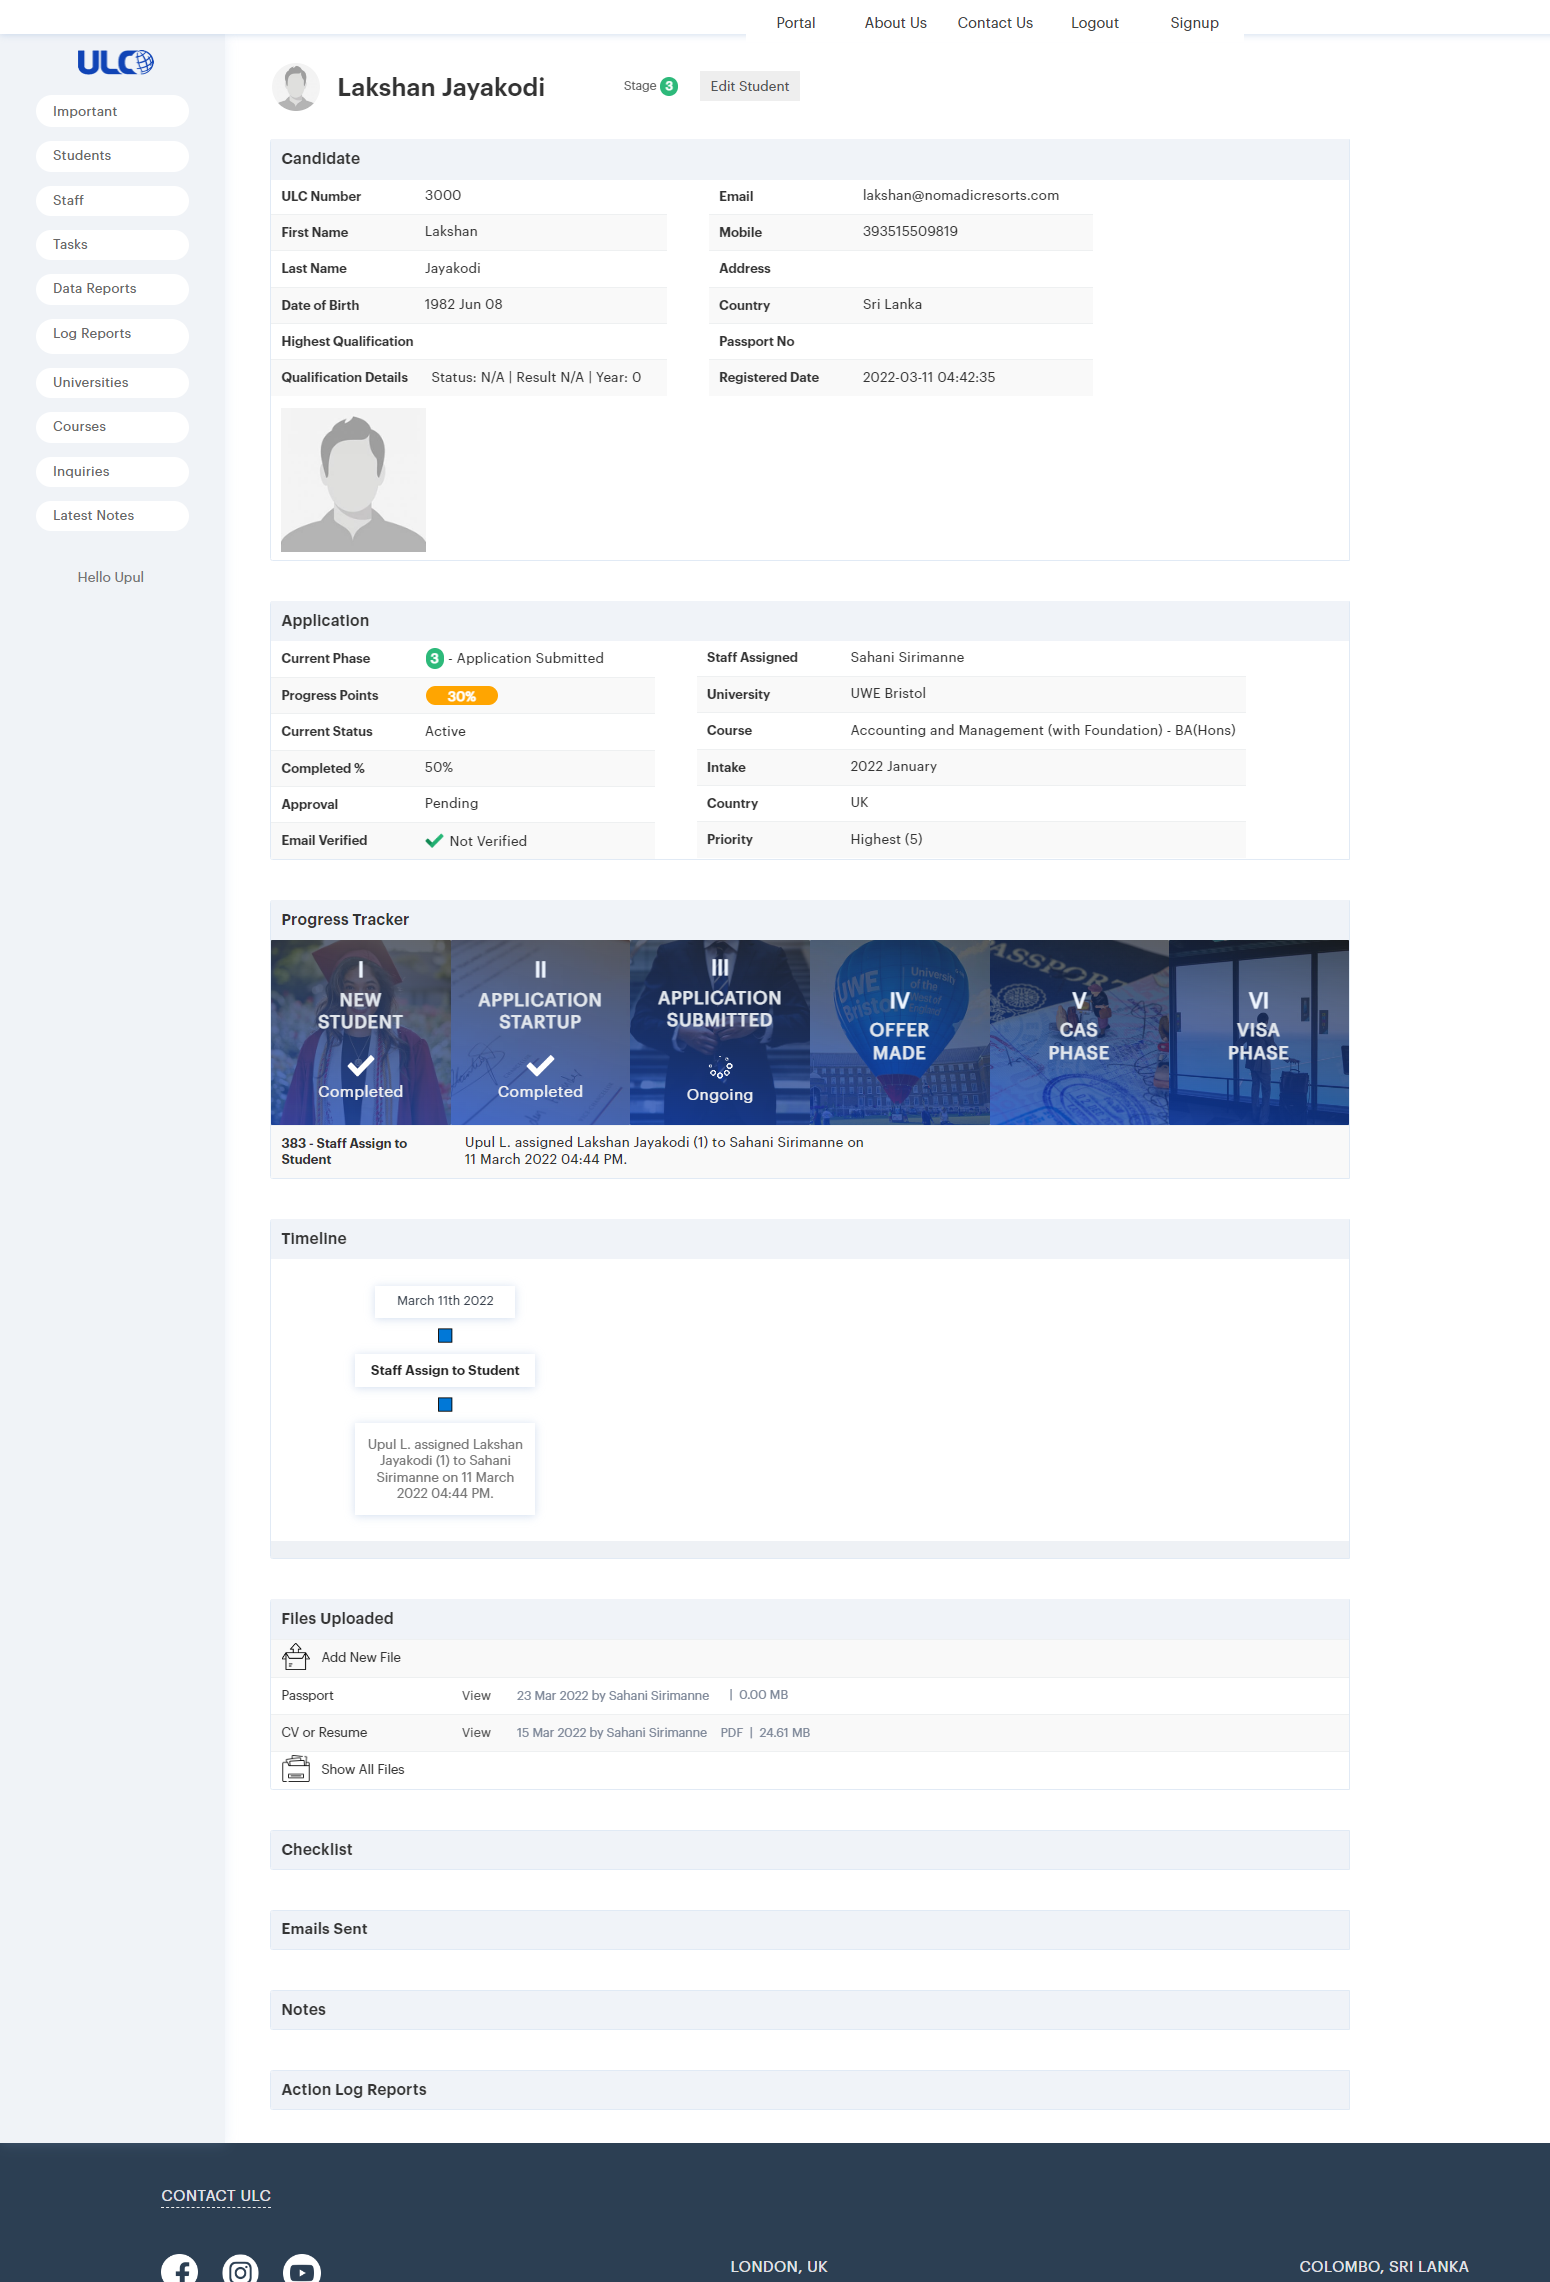 Portal About Us Contact Us Logout Signup
ULC
Important
Students
Staff
Tasks
Data Reports
Log Reports
Universities
Courses
Inquiries
Latest Notes
Hello Upul
Lakshan Jayakodi Stage 3 Edit Student
Candidate
ULC Number 3000 Email lakshan@nomadicresorts.com
First Name Lakshan Mobile 393515509819
Last Name Jayakodi Address
Date of Birth 1982 Jun 08 Country Sri Lanka
Highest Qualification Passport No
Qualification Details Status: N/A | Result N/A | Year: 0 Registered Date 2022-03-11 04:42:35
Application
Current Phase 3 - Application Submitted Staff Assigned Sahani Sirimanne
Progress Points 30% University UWE Bristol
Current Status Active Course Accounting and Management (with Foundation) - BA(Hons)
Completed % 50% Intake 2022 January
Approval Pending Country UK
Email Verified Not Verified Priority Highest (5)
Progress Tracker
I
NEW
STUDENT
Completed
II
APPLICATION
STARTUP
Completed
III
APPLICATION
SUBMITTED
Ongoing
UWE
Bristol
University
of the
West of
England
IV
OFFER
MADE
PASSPORT
V
CAS
PHASE
VI
VISA
PHASE
383 - Staff Assign to
Student
Upul L. assigned Lakshan Jayakodi (1) to Sahani Sirimanne on
11 March 2022 04:44 PM.
Timeline
March 11th 2022
Staff Assign to Student
Upul L. assigned Lakshan
Jayakodi (1) to Sahani
Sirimanne on 11 March
2022 04:44 PM.
Files Uploaded
Add New File
Passport View 23 Mar 2022 by Sahani Sirimanne | 0.00 MB
CV or Resume View 15 Mar 2022 by Sahani Sirimanne PDF | 24.61 MB
Show All Files
Checklist
Emails Sent
Notes
Action Log Reports
CONTACT ULC
LONDON, UK COLOMBO, SRI LANKA